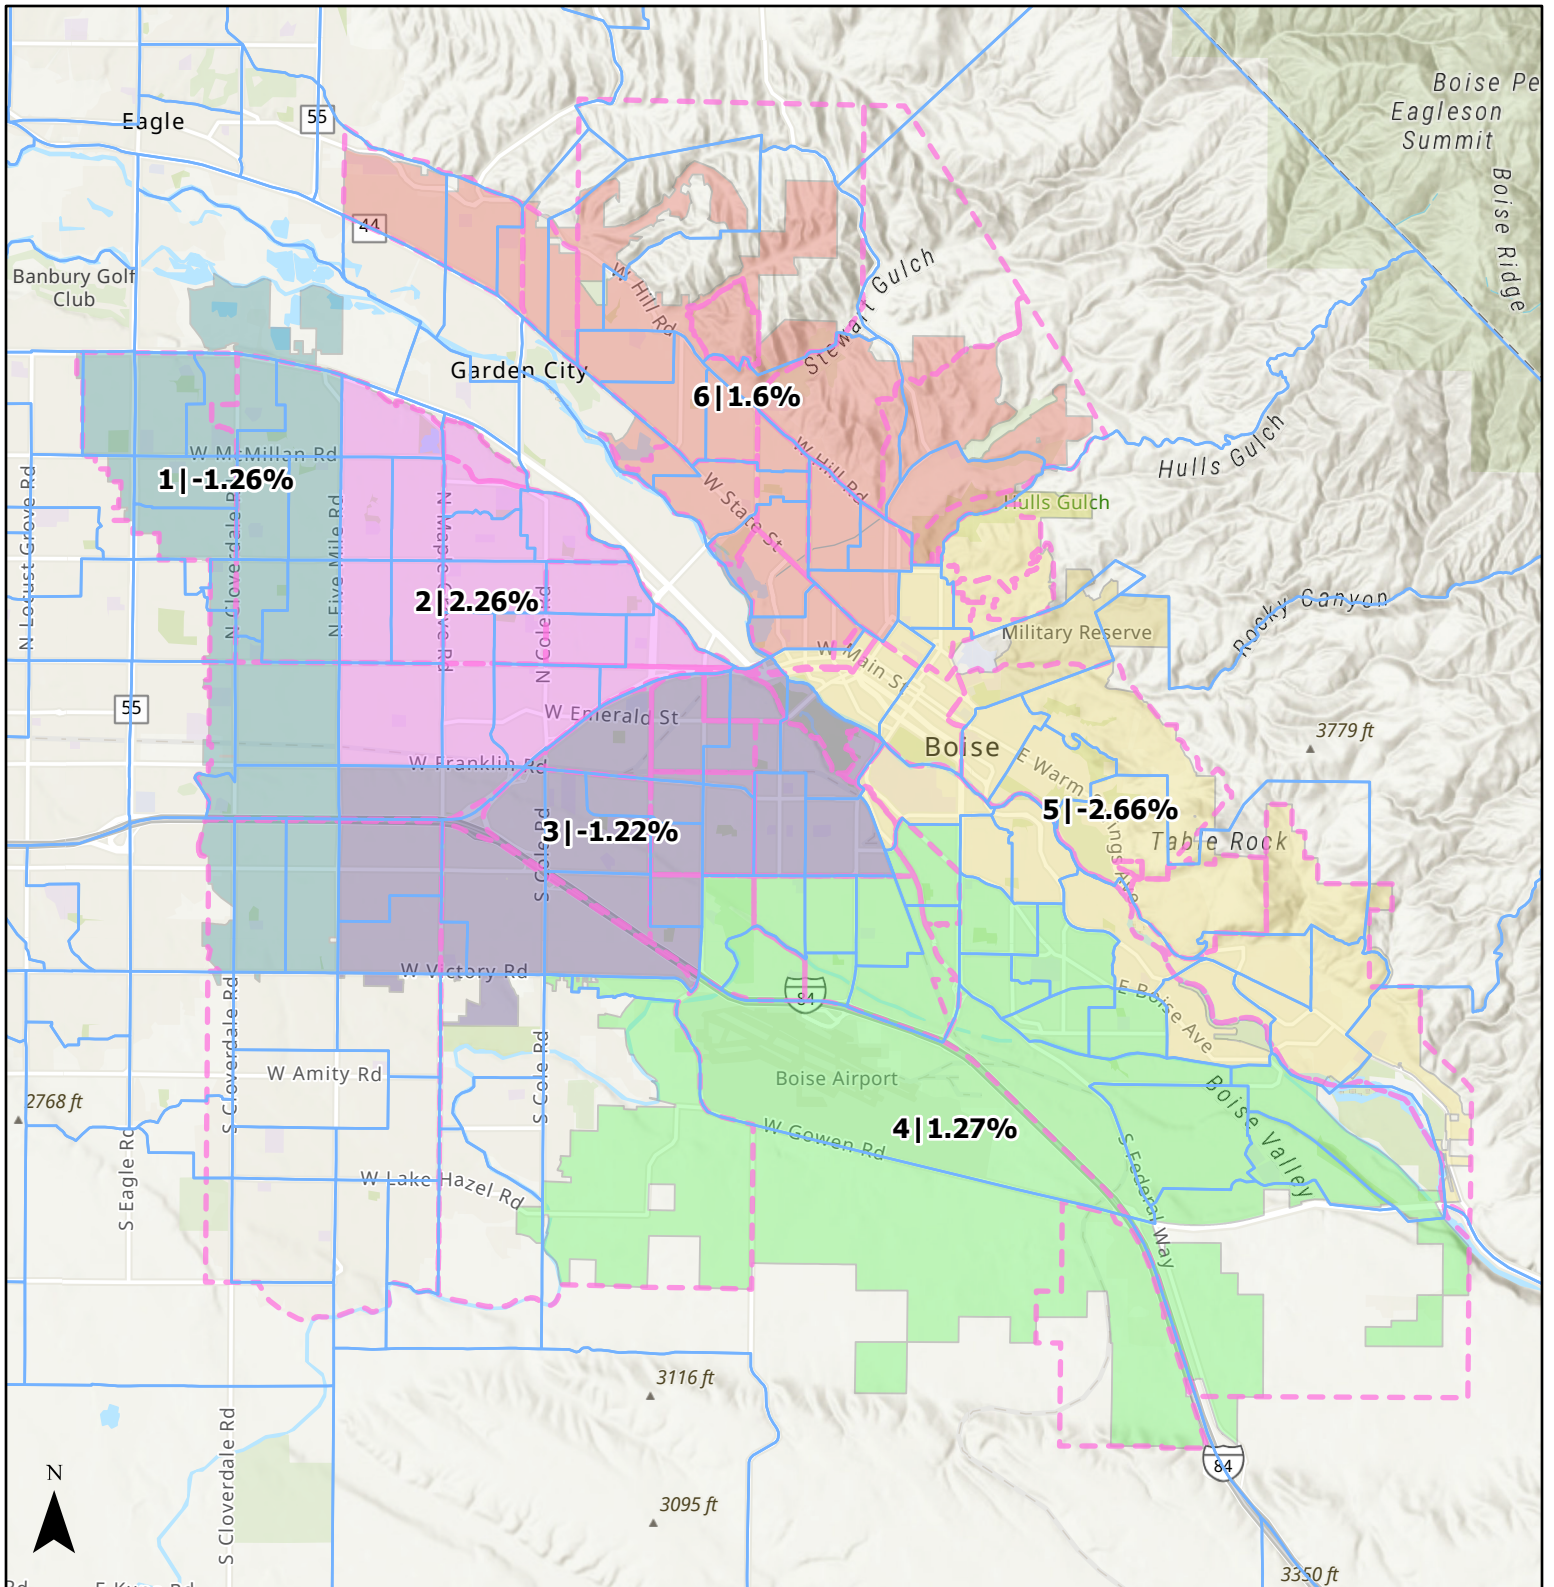 Boise Pe
Eagleson
Summit
Boise Ridge
Eagle
55
44
Banbury Golf
Club
W Hill Rd
Stewart Gulch
Garden City
6|1.6%
W McMillan Rd
1|-1.26%
W Hill Rd
Hulls Gulch
W State St
Hulls Gulch
N Locust Grove Rd
N Cloverdale R
N Five Mile Rd
2|2.26%
N Cole Rd
Rocky Canyon
Military Reserve
W Main St
55
W Emerald St
3779 ft
Boise
W Franklin Rd
E Warm
5|-2.66%
Table Rock
3|-1.22%
S Cole Rd
W Victory Rd
84
E Boise Ave
S Cloverdale Rd
S Cole Rd
W Amity Rd
Boise Airport
2768 ft
Boise Valley
4|1.27%
W Gowen Rd
S Eagle Rd
W Lake Hazel Rd
S Federal Way
3116 ft
S Cloverdale Rd
84
N
3095 ft
3350 ft